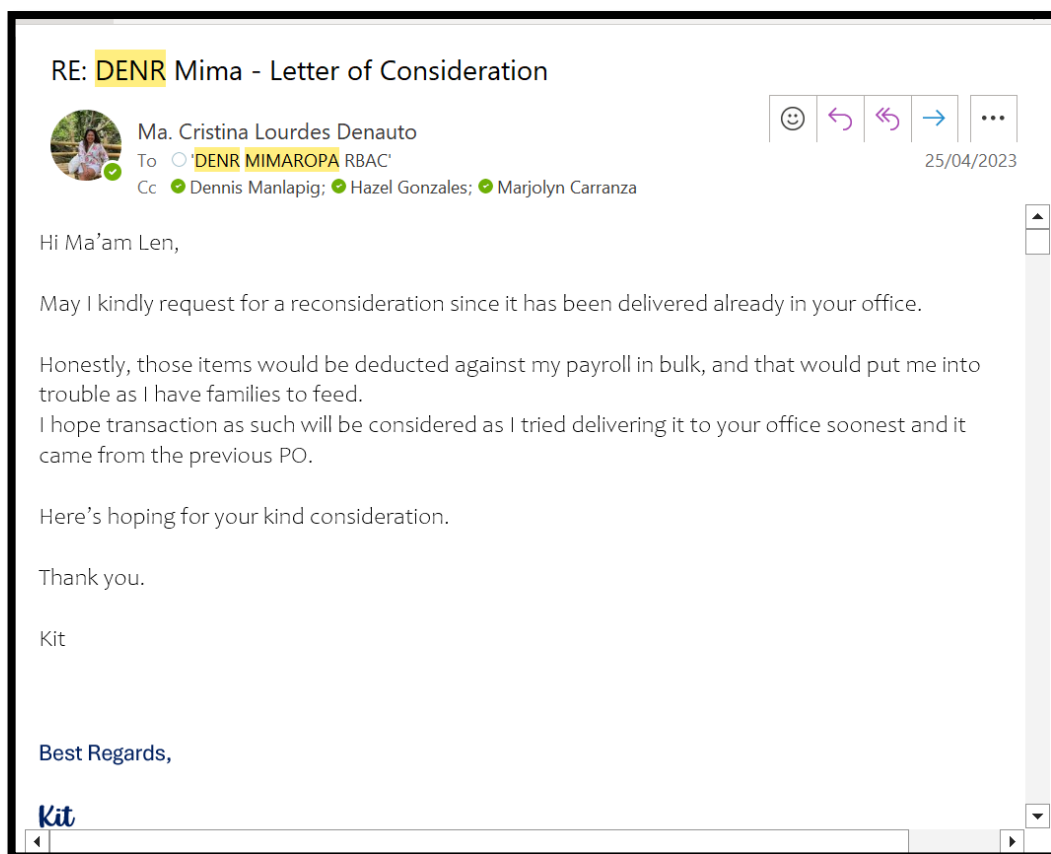 RE: DENR Mima - Letter of Consideration
Ma. Cristina Lourdes Denauto
To 'DENR MIMAROPA RBAC'
25/04/2023
Cc Dennis Manlapig; Hazel Gonzales; Marjolyn Carranza
Hi Ma’am Len,
May I kindly request for a reconsideration since it has been delivered already in your office.
Honestly, those items would be deducted against my payroll in bulk, and that would put me into
trouble as I have families to feed.
I hope transaction as such will be considered as I tried delivering it to your office soonest and it
came from the previous PO.
Here’s hoping for your kind consideration.
Thank you.
Kit
Best Regards,
Kit